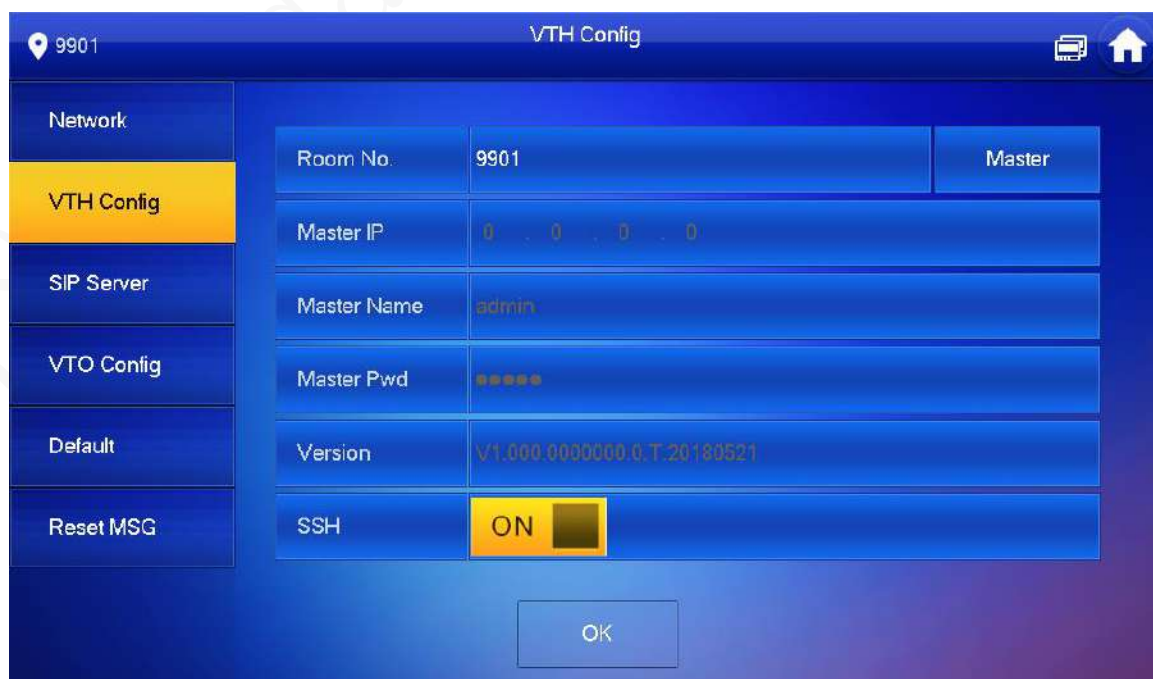 9901 VTH Config
Network
VTH Config
SIP Server
VTO Config
Default
Reset MSG
Room No. 9901 Master
Master IP 0 . 0 . 0 . 0
Master Name admin
Master Pwd •••••
Version V1.000.0000000.0.T.20180521
SSH ON
OK